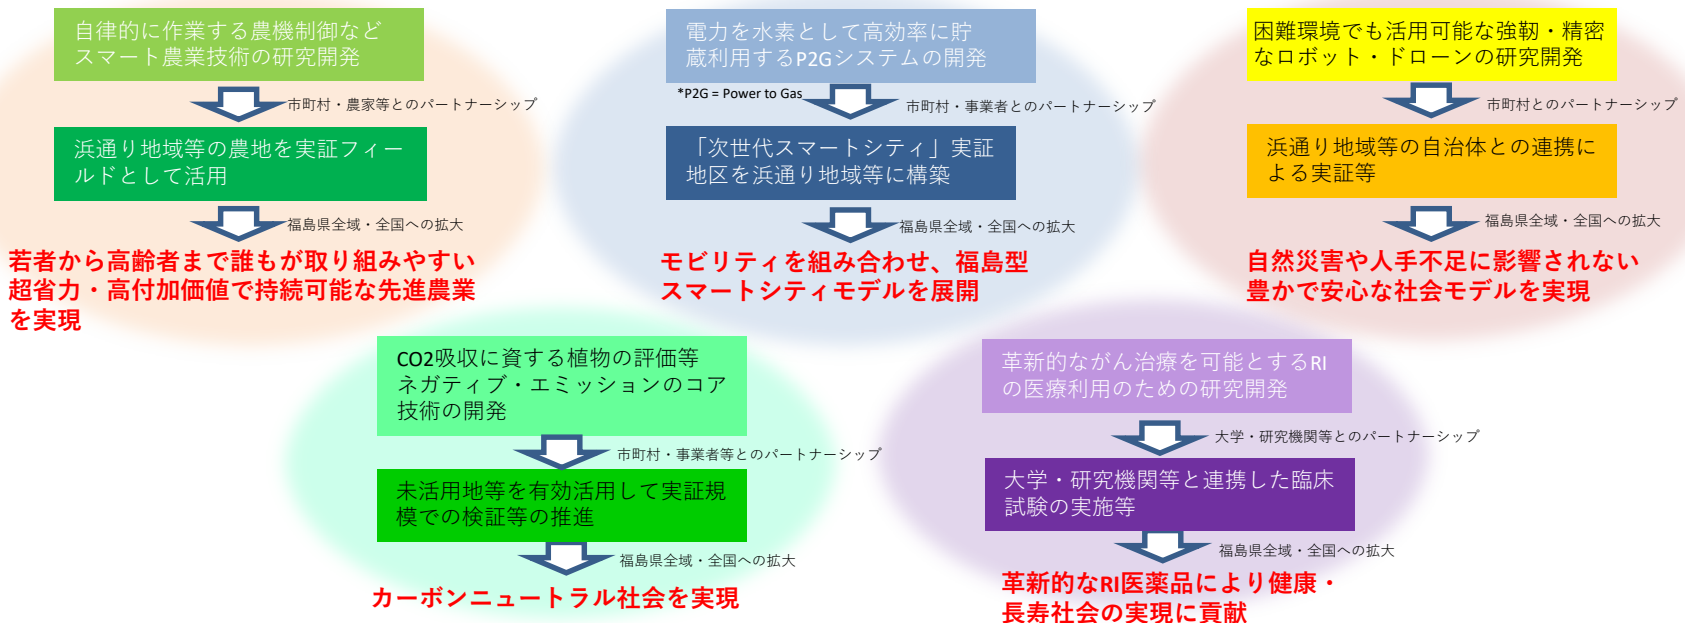 自律的に作業する農機制御など
スマート農業技術の研究開発
市町村・農家等とのパートナーシップ
浜通り地域等の農地を実証フィー
ルドとして活用
福島県全域・全国への拡大
若者から高齢者まで誰もが取り組みやすい
超省力・高付加価値で持続可能な先進農業
を実現
電力を水素として高効率に貯
蔵利用するP2Gシステムの開発
*P2G = Power to Gas
市町村・事業者とのパートナーシップ
「次世代スマートシティ」実証
地区を浜通り地域等に構築
福島県全域・全国への拡大
モビリティを組み合わせ、福島型
スマートシティモデルを展開
困難環境でも活用可能な強靭・精密
なロボット・ドローンの研究開発
市町村とのパートナーシップ
浜通り地域等の自治体との連携に
よる実証等
福島県全域・全国への拡大
自然災害や人手不足に影響されない
豊かで安心な社会モデルを実現
CO2吸収に資する植物の評価等
ネガティブ・エミッションのコア
技術の開発
市町村・事業者等とのパートナーシップ
未活用地等を有効活用して実証規
模での検証等の推進
福島県全域・全国への拡大
カーボンニュートラル社会を実現
革新的ながん治療を可能とするRI
の医療利用のための研究開発
大学・研究機関等とのパートナーシップ
大学・研究機関等と連携した臨床
試験の実施等
福島県全域・全国への拡大
革新的なRI医薬品により健康・
長寿社会の実現に貢献